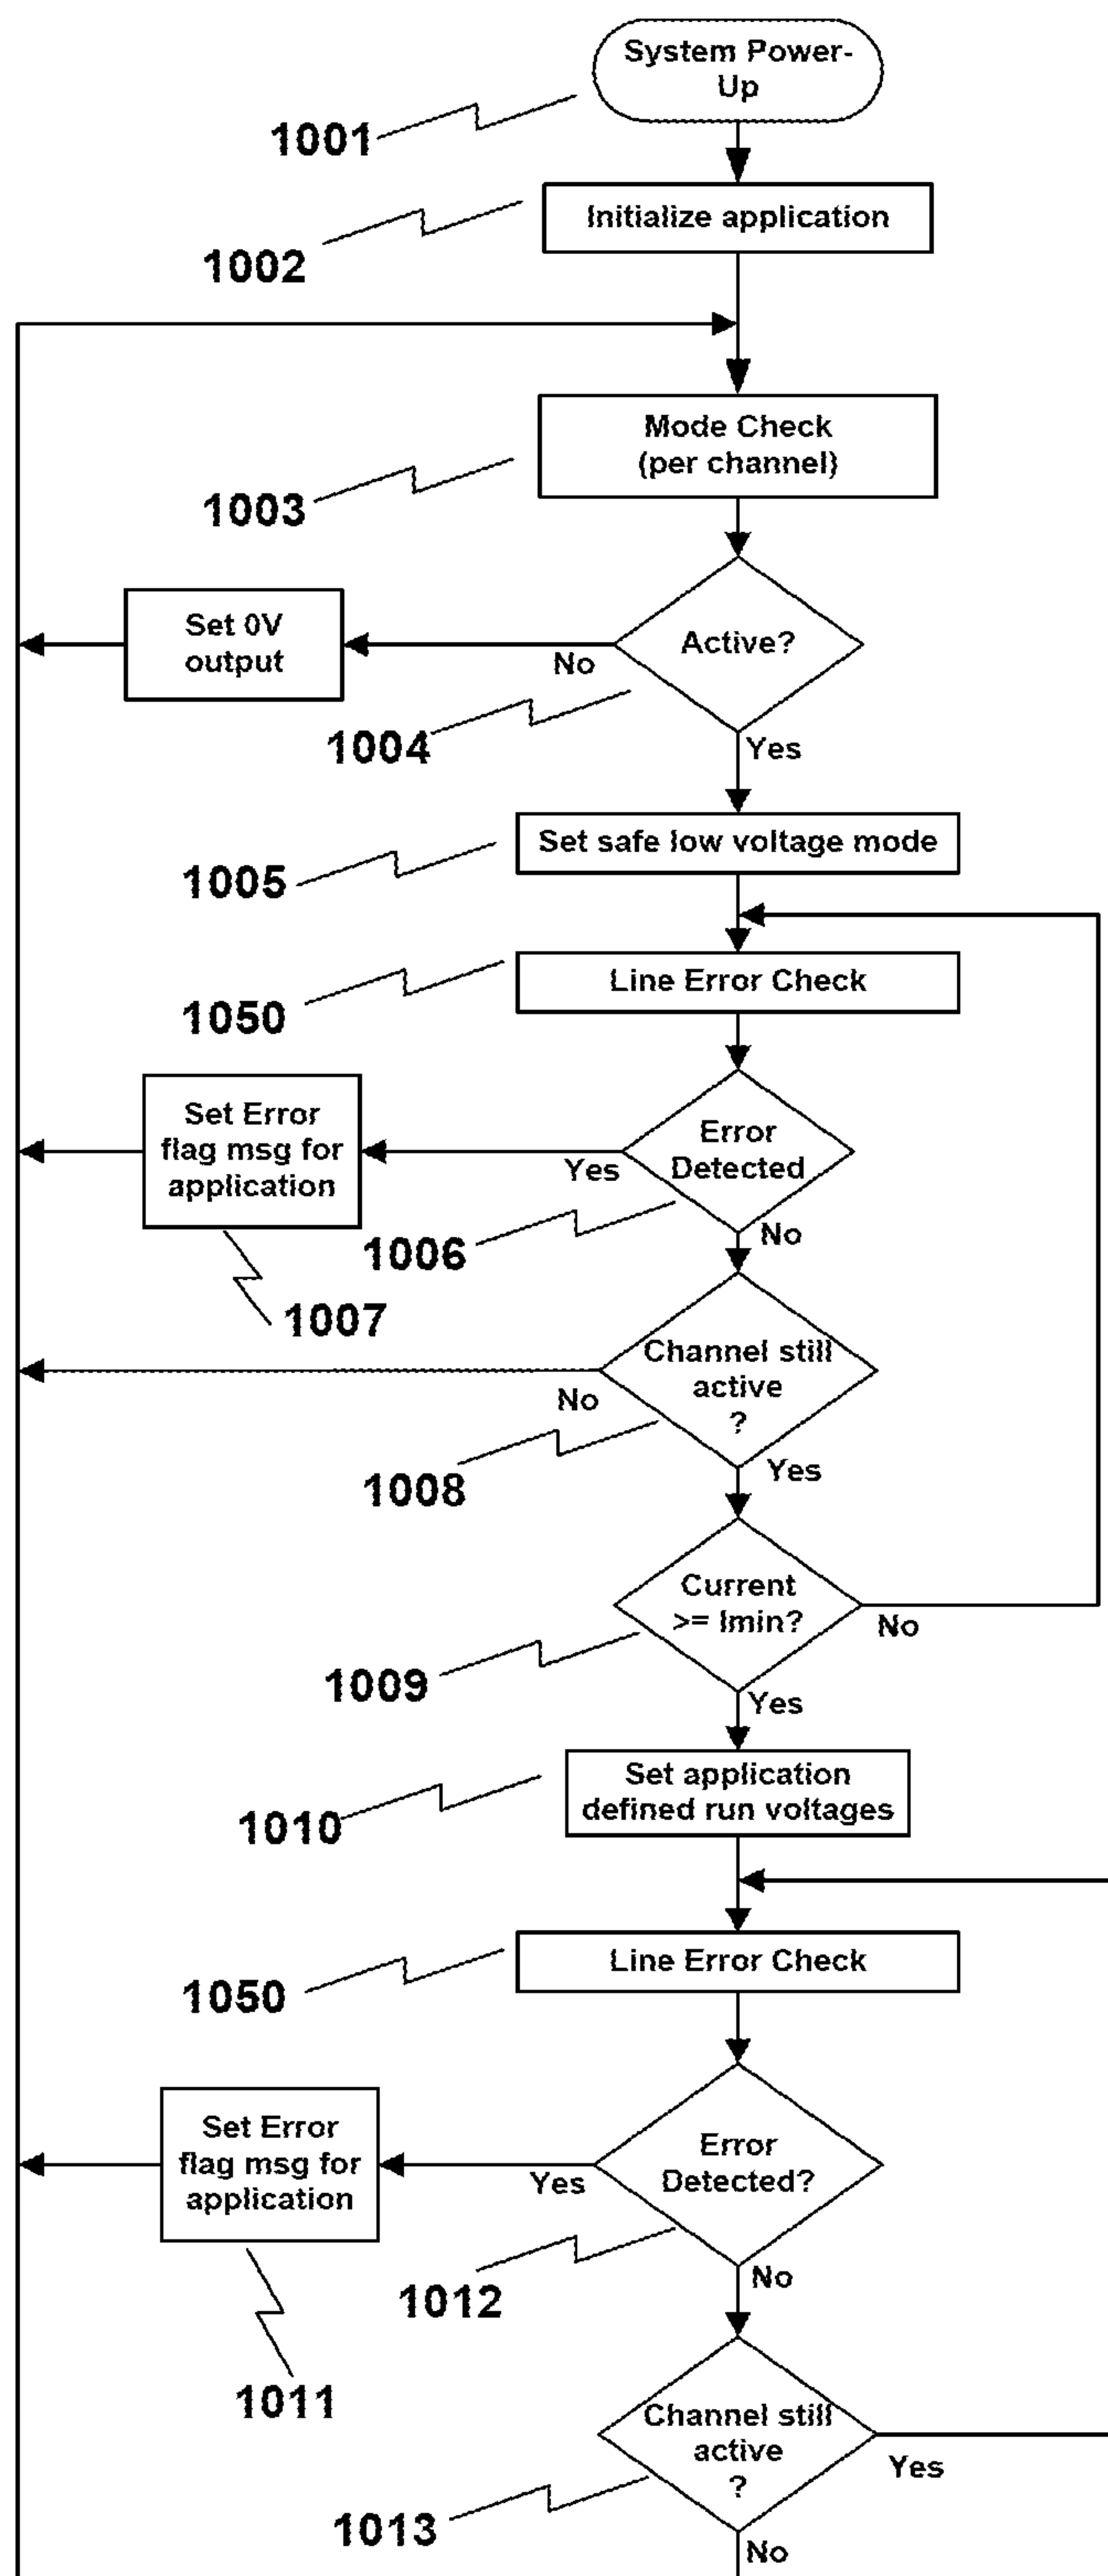 System Power-
Up
1001
Initialize application
1002
Mode Check
(per channel)
1003
Set 0V
output
Active?
No
1004
Yes
Set safe low voltage mode
1005
Line Error Check
1050
Set Error
flag msg for
application
Error
Detected
Yes
1006
No
1007
Channel still
active
?
No
1008
Yes
Current
>= Imin?
No
1009
Yes
Set application
defined run voltages
1010
Line Error Check
1050
Set Error
flag msg for
application
Error
Detected?
Yes
1012
No
1011
Channel still
active
?
Yes
1013
No